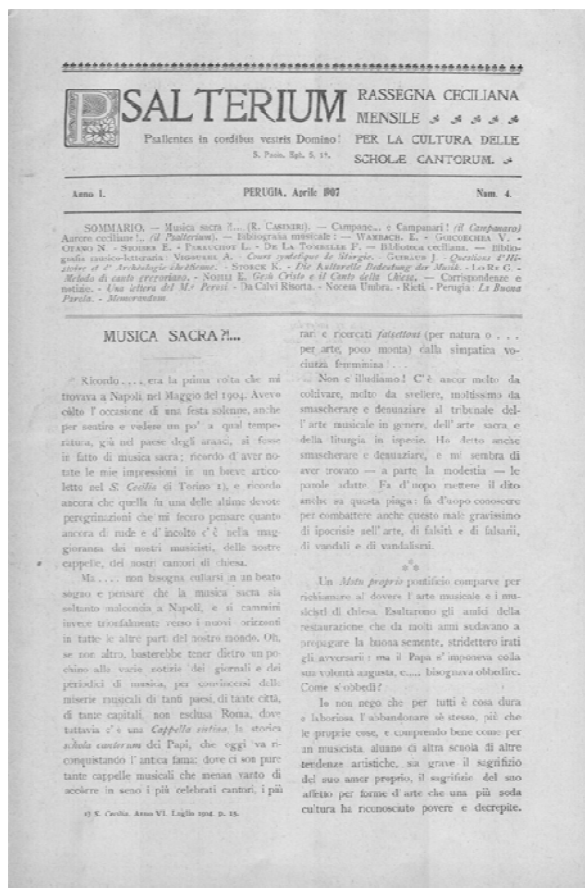 PSALTERIUM
Psallentes in cordibus vestris Domino!
S. Paolo. Eph. 5. 19.
RASSEGNA CECILIANA
MENSILE
PER LA CULTURA DELLE
SCHOLÆ CANTORUM.
Anno I. PERUGIA, Aprile 1907 Num. 4.
SOMMARIO. — Musica sacra ?!... (R. CASIMIRI). — Campane... e Campanari! (il Campanaro)
Aurore ceciliane!.. (il Psalterium). — Bibliografia musicale: — WAMBACH. E. - GOICOECHEA V. -
N. - E. - F. - DE LA F. — Biblioteca ceciliana. — Biblio-
grafia musico-letteraria: A. - Cours synthétique de liturgie. - J. - Questions d'Hi-
stoire et d'Archéologie chrétienne. - STORCK K. - Die Kulturelle Bedeutung der Musik. - LO RE G. -
Metodo di canto gregoriano. - E. Gesù Cristo e il Canto della Chiesa. — Corrispondenze e
notizie. - Una lettera del M.º Perosi. - Da Calvi Risorta. - Nocera Umbra. - Rieti. - Perugia: La Buona
Parola. - Memorandum.
MUSICA SACRA?!...
Ricordo.... era la prima volta che mi
trovava a Napoli, nel Maggio del 1904. Avevo
côlto l'occasione di una festa solenne, anche
per sentire e vedere un po' a qual tempe-
ratura, giù nel paese degli aranci, si fosse
in fatto di musica sacra; ricordo d'aver no-
tate le mie impressioni in un breve artico-
letto nel S. Cecilia di Torino 1), e ricordo
ancora che quella fu una delle ultime devote
peregrinazioni che mi fecero pensare quanto
ancora di rude e d'incolto c'è nella mag-
gioranza dei nostri musicisti, delle nostre
cappelle, dei nostri cantori di chiesa.
Ma.... non bisogna cullarsi in un beato
sogno e pensare che la musica sacra sia
soltanto malconcia a Napoli, e si cammini
invece trionfalmente verso i nuovi orizzonti
in tutte le altre parti del nostro mondo. Oh,
se non altro, basterebbe tener dietro un po-
chino alle varie notizie dei giornali e dei
periodici di musica, per convincersi delle
miserie musicali di tanti paesi, di tante città,
di tante capitali, non esclusa Roma, dove
tuttavia c'è una Cappella sistina, la storica
schola cantorum dei Papi, che oggi va ri-
conquistando l'antica fama; dove ci son pure
tante cappelle musicali che menan vanto di
accorre in seno i più celebrati cantori, i più
1) S. Cecilia. Anno VI. Luglio 1904 p. 13.
rari e ricercati falsettoni (per natura o ...
per arte, poco monta) dalla simpatica vo-
ciuzza femminina!...
Non c'illudiamo! C'è ancor molto da
coltivare, molto da svellere, moltissimo da
smascherare e denunziare al tribunale del-
l'arte musicale in genere, dell'arte sacra e
della liturgia in ispecie. Ho detto anche
smascherare e denunziare, e mi sembra di
aver trovato — a parte la modestia — le
parole adatte. Fa d'uopo mettere il dito
anche su questa piaga; fa d'uopo conoscere
per combattere anche questo male gravissimo
di ipocrisie nell'arte, di falsità e di falsarii,
di vandali e di vandalismi.
Un Motu proprio pontificio comparve per
richiamare al dovere l'arte musicale e i mu-
sicisti di chiesa. Esultarono gli amici della
restaurazione che da molti anni sudavano a
propagare la buona semente, stridettero irati
gli avversarii: ma il Papa s'imponeva colla
sua volontà augusta, e..... bisognava obbedire.
Come s'obbedì?
Io non nego che per tutti è cosa dura
e laboriosa l'abbandonare sè stesso, più che
le proprie cose, e comprendo bene come per
un musicista alunno di altra scuola di altre
tendenze artistiche, sia grave il sagrifizio
del suo amor proprio, il sagrifizio del suo
affetto per forme d'arte che una più soda
cultura ha riconosciuto povere e decrepite.